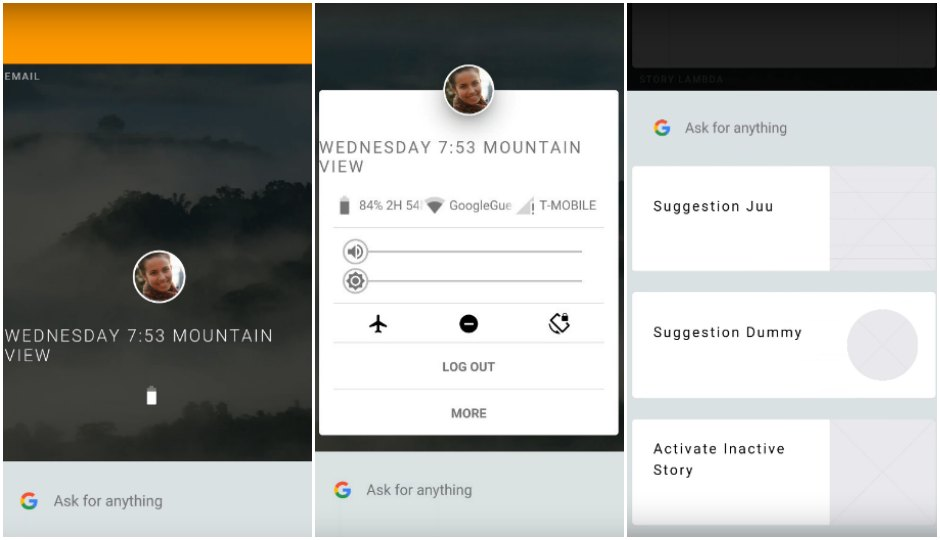 EMAIL
WEDNESDAY 7:53 MOUNTAIN
VIEW
Ask for anything
WEDNESDAY 7:53 MOUNTAIN
VIEW
84% 2H 54 GoogleGue T-MOBILE
LOG OUT
MORE
Ask for anything
STORY LAMBDA
Ask for anything
Suggestion Juu
Suggestion Dummy
Activate Inactive
Story